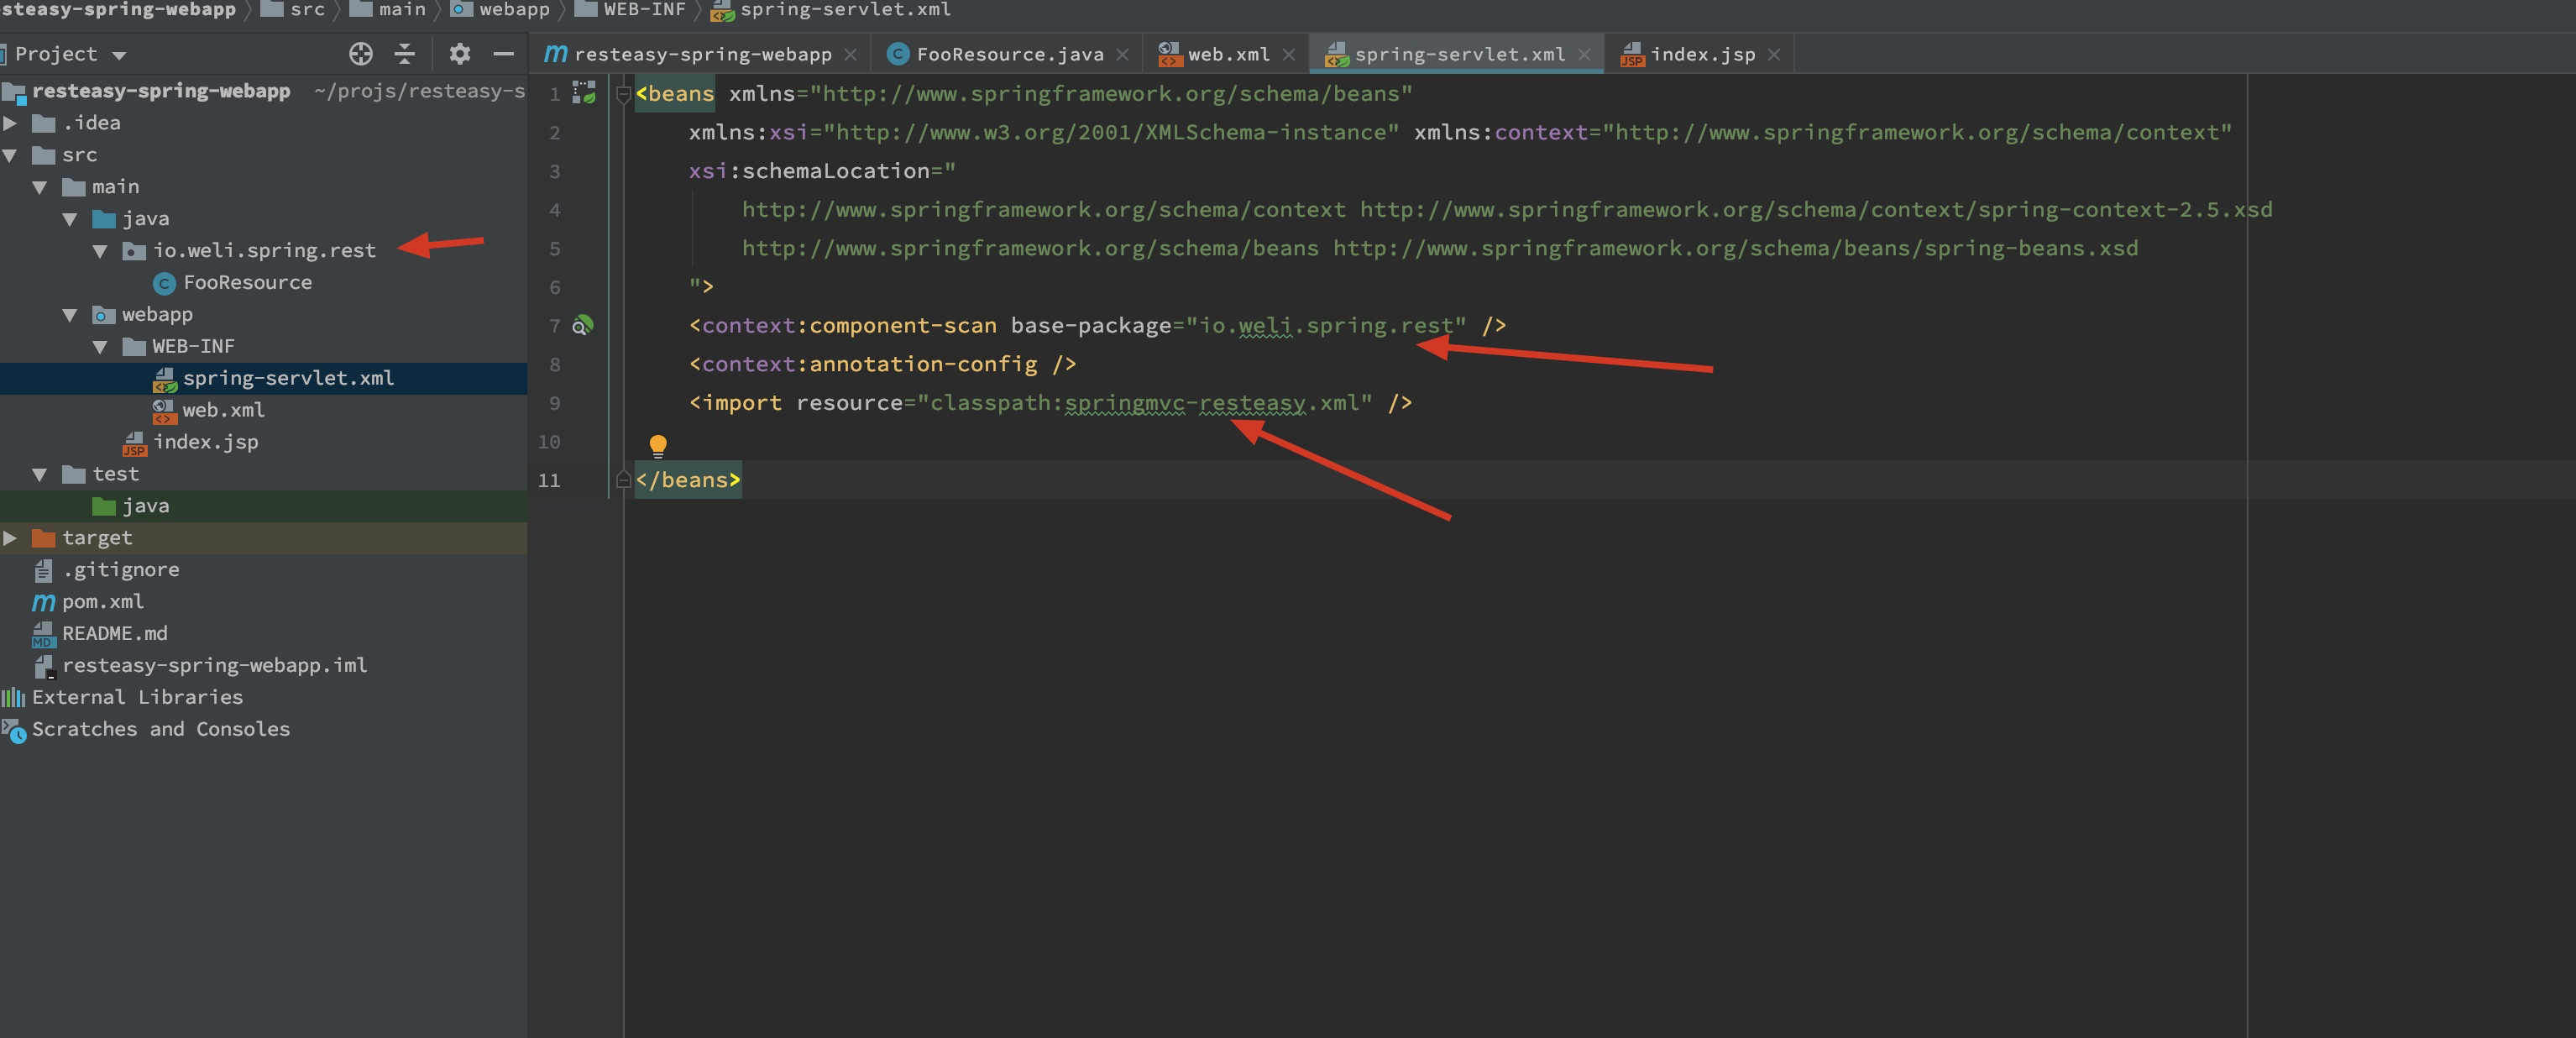 steasy-spring-webapp src main webapp WEB-INF spring-servlet.xml
Project
resteasy-spring-webapp FooResource.java web.xml spring-servlet.xml index.jsp
resteasy-spring-webapp ~/projs/resteasy-s
.idea
src
main
java
io.weli.spring.rest
FooResource
webapp
WEB-INF
spring-servlet.xml
web.xml
index.jsp
test
java
target
.gitignore
pom.xml
README.md
resteasy-spring-webapp.iml
External Libraries
Scratches and Consoles
1 <beans xmlns="http://www.springframework.org/schema/beans"
2 xmlns:xsi="http://www.w3.org/2001/XMLSchema-instance" xmlns:context="http://www.springframework.org/schema/context"
3 xsi:schemaLocation="
4 http://www.springframework.org/schema/context http://www.springframework.org/schema/context/spring-context-2.5.xsd
5 http://www.springframework.org/schema/beans http://www.springframework.org/schema/beans/spring-beans.xsd
6 ">
7 <context:component-scan base-package="io.weli.spring.rest" />
8 <context:annotation-config />
9 <import resource="classpath:springmvc-resteasy.xml" />
10
11 </beans>